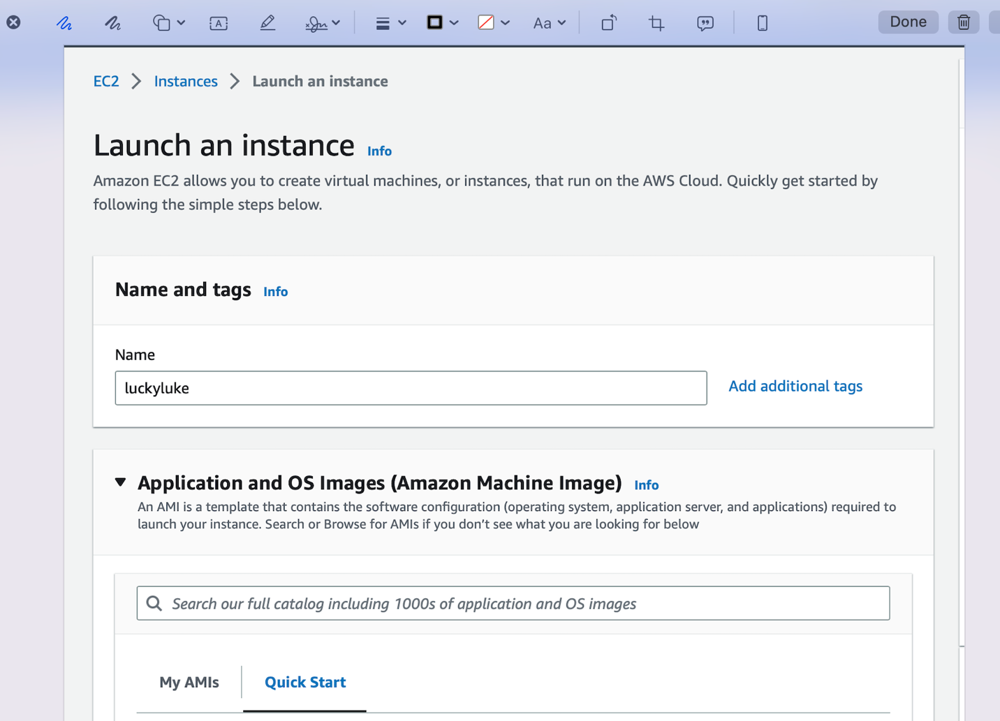 Aa
Done
EC2 Instances Launch an instance
Launch an instance Info
Amazon EC2 allows you to create virtual machines, or instances, that run on the AWS Cloud. Quickly get started by
following the simple steps below.
Name and tags Info
Name
luckyluke
Add additional tags
Application and OS Images (Amazon Machine Image) Info
An AMI is a template that contains the software configuration (operating system, application server, and applications) required to
launch your instance. Search or Browse for AMIs if you don’t see what you are looking for below
Search our full catalog including 1000s of application and OS images
My AMIs
Quick Start